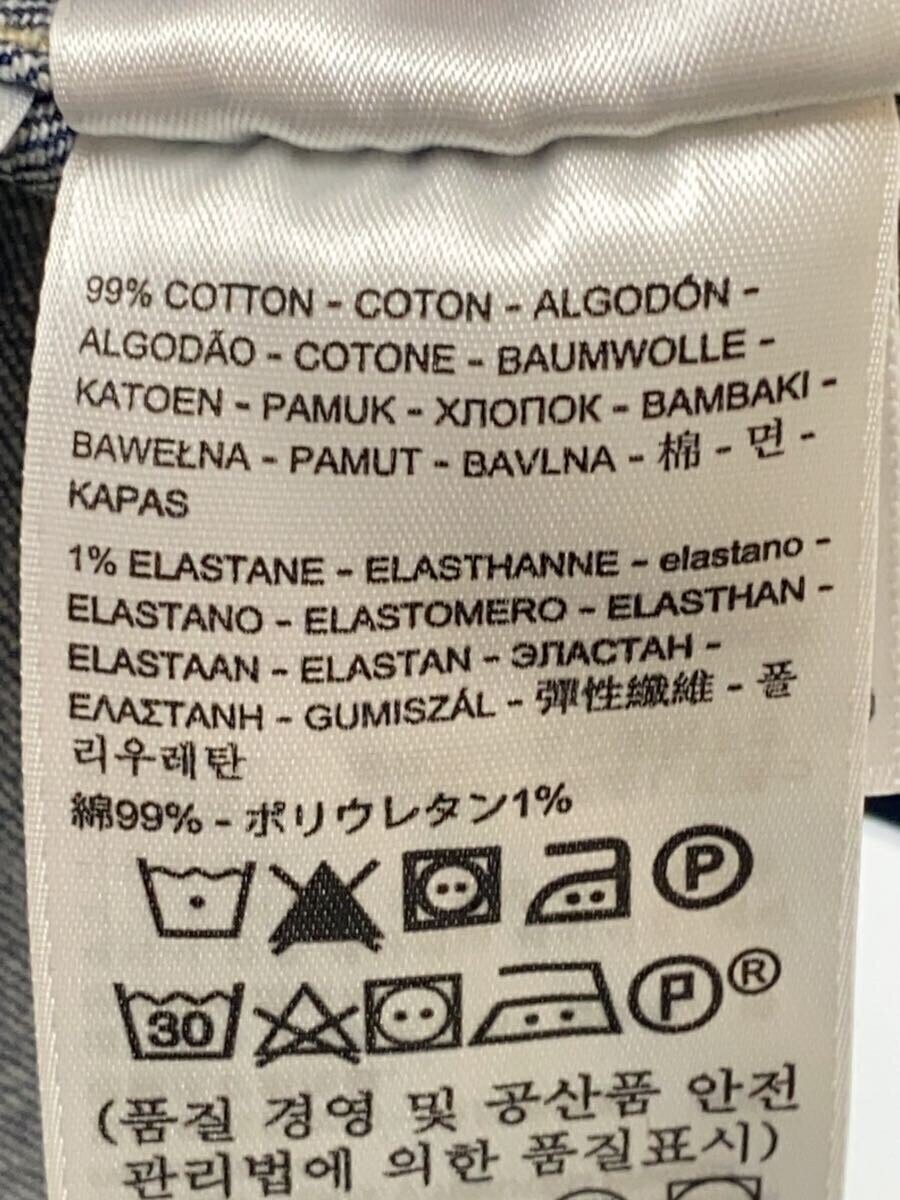 99% COTTON - COTON - ALGODÓN -
ALGODÃO - COTONE - BAUMWOLLE -
KATOEN - PAMUK - ХЛОПОК - BAMBAKI -
BAWEŁNA - PAMUT - BAVLNA - 棉 - 면 -
KAPAS
1% ELASTANE - ELASTHANNE - elastano -
ELASTANO - ELASTOMERO - ELASTHAN -
ELASTAAN - ELASTAN - ЭЛАСТАН -
ΕΛΑΣΤΑΝΗ - GUMISZÁL - 彈性纖維 - 폴
리우레탄
綿99% - ポリウレタン1%
P
30 P ®
(품질 경영 및 공산품 안전
관리법에 의한 품질표시)